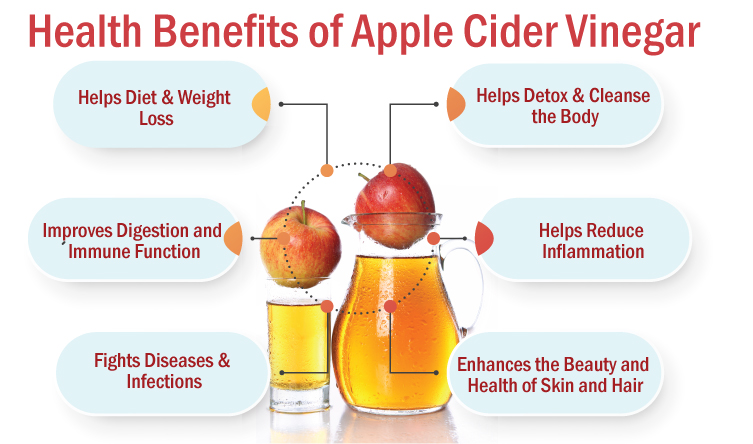 Health Benefits of Apple Cider Vinegar
Helps Diet & Weight
Loss
Helps Detox & Cleanse
the Body
Improves Digestion and
Immune Function
Helps Reduce
Inflammation
Fights Diseases &
Infections
Enhances the Beauty and
Health of Skin and Hair